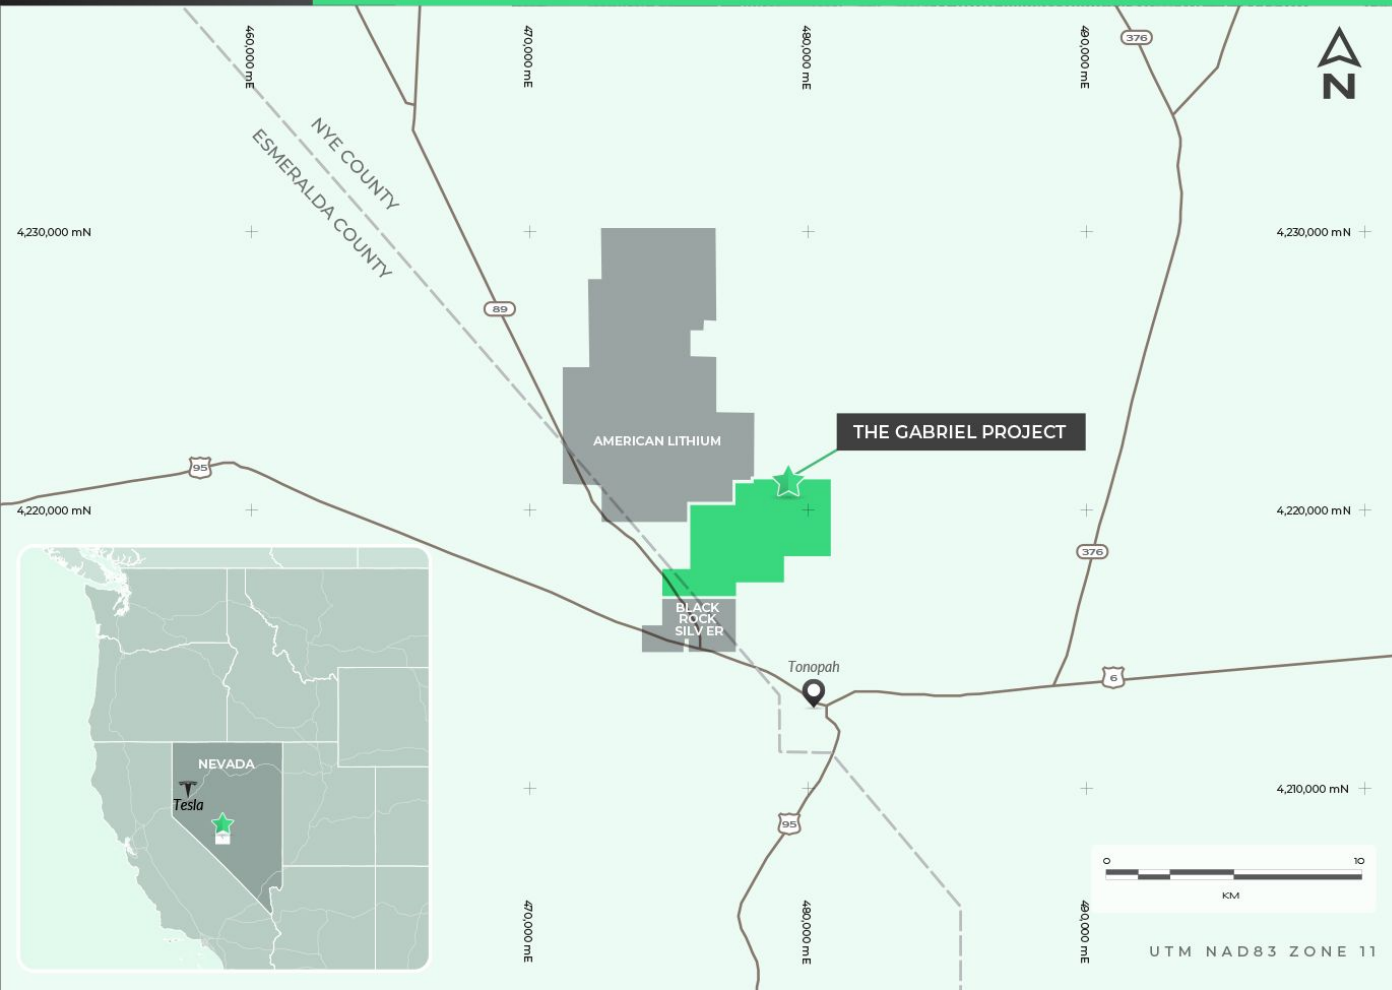 460,000 mE
470,000 mE
480,000 mE
490,000 mE
376
N
NYE COUNTY
ESMERALDA COUNTY
4,230,000 mN
4,230,000 mN
89
AMERICAN LITHIUM
THE GABRIEL PROJECT
95
4,220,000 mN
4,220,000 mN
376
BLACK
ROCK
SILV ER
Tonopah
6
NEVADA
Tesla
4,210,000 mN
95
0 10
KM
470,000 mE
480,000 mE
490,000 mE
UTM NAD83 ZONE 11